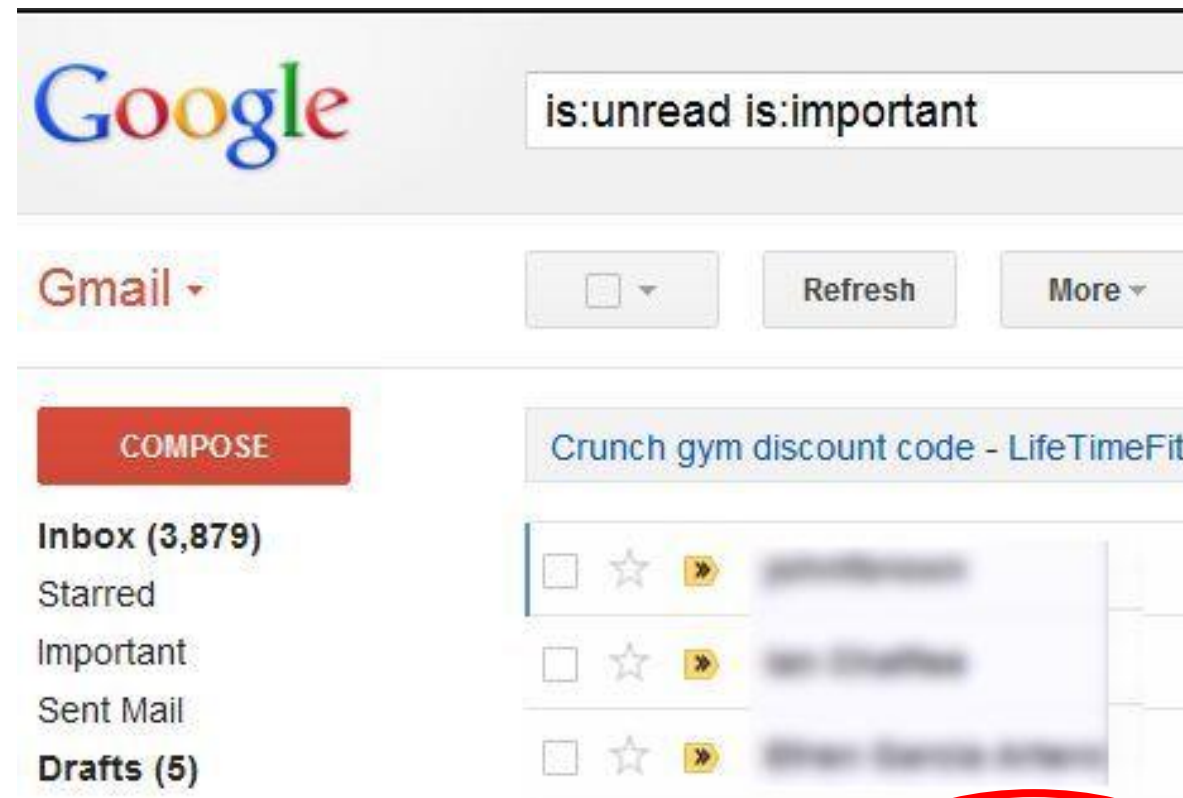 Google
is:unread is:important
Gmail
Refresh
More
COMPOSE
Crunch gym discount code - LifeTimeFit
Inbox (3,879)
Starred
Important
Sent Mail
Drafts (5)